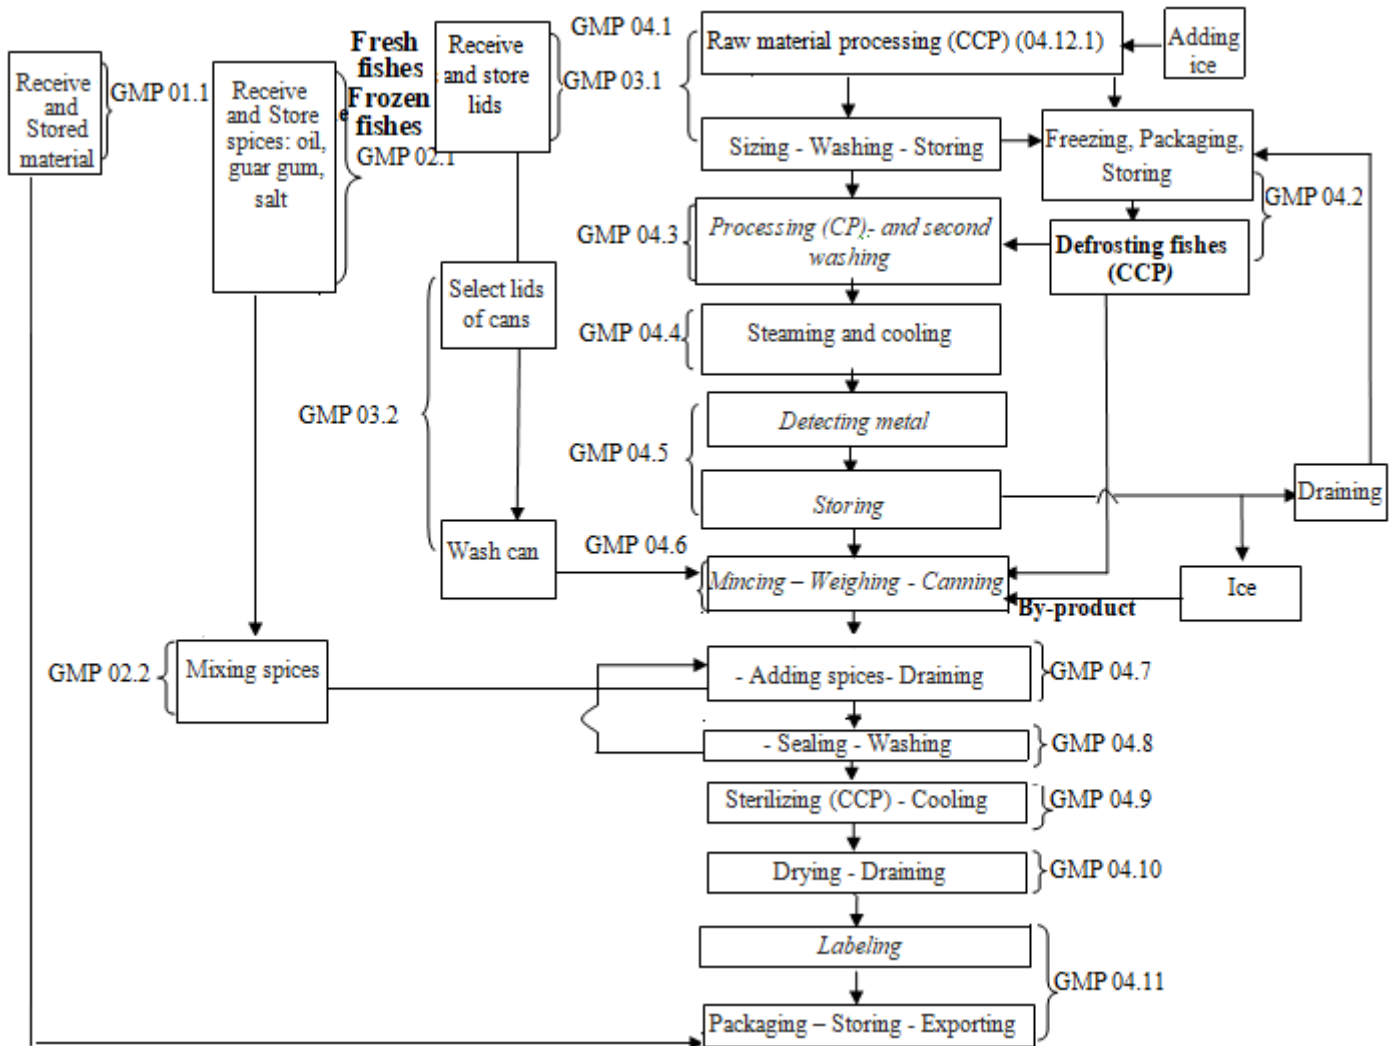 Receive
and
Stored
material
GMP 01.1
Receive
and Store
spices: oil,
guar gum,
salt
Fresh
fishes
Frozen
fishes
GMP 02.1
Receive
and store
lids
GMP 04.1
GMP 03.1
Raw material processing (CCP) (04.12.1)
Adding
ice
Sizing - Washing - Storing
Freezing, Packaging,
Storing
GMP 04.2
GMP 04.3
Processing (CP)- and second
washing
Defrosting fishes
(CCP)
Select lids
of cans
GMP 04.4
Steaming and cooling
GMP 03.2
Detecting metal
GMP 04.5
Storing
Draining
Wash can
GMP 04.6
Mincing – Weighing - Canning
Ice
By-product
GMP 02.2
Mixing spices
- Adding spices- Draining
GMP 04.7
- Sealing - Washing
GMP 04.8
Sterilizing (CCP) - Cooling
GMP 04.9
Drying - Draining
GMP 04.10
Labeling
GMP 04.11
Packaging – Storing - Exporting